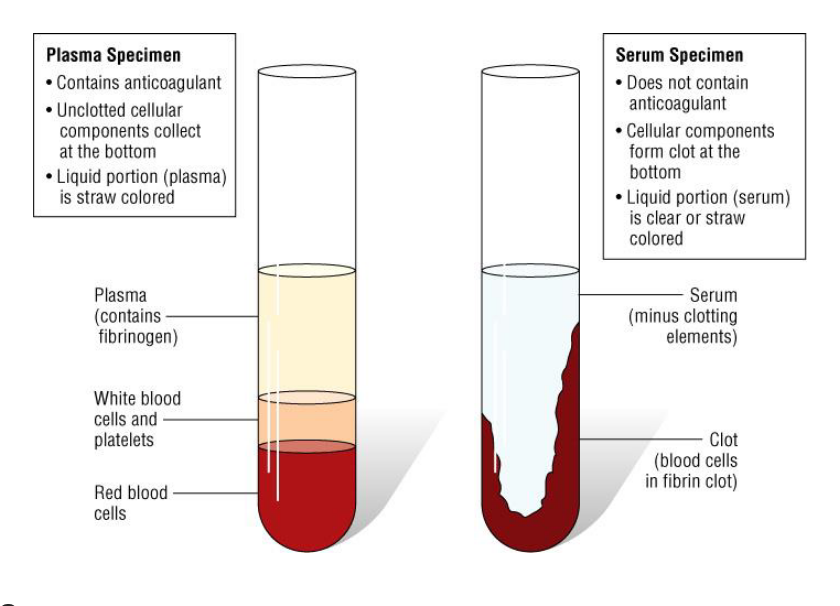 Plasma Specimen
• Contains anticoagulant
• Unclotted cellular
components collect
at the bottom
• Liquid portion (plasma)
is straw colored
Serum Specimen
• Does not contain
anticoagulant
• Cellular components
form clot at the
bottom
• Liquid portion (serum)
is clear or straw
colored
Plasma
(contains
fibrinogen)
White blood
cells and
platelets
Red blood
cells
Serum
(minus clotting
elements)
Clot
(blood cells
in fibrin clot)